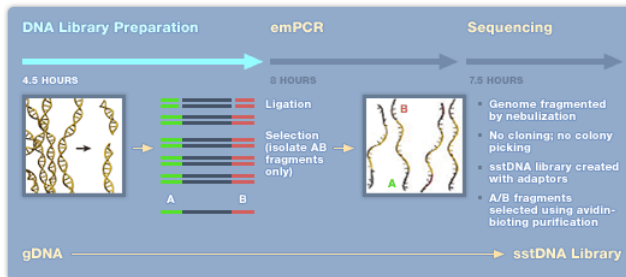 DNA Library Preparation
emPCR
Sequencing
4.5 HOURS
8 HOURS
7.5 HOURS
Ligation
Selection
(isolate AB
fragments
only)
A
B
B
A
Genome fragmented
by nebulization
No cloning; no colony
picking
sstDNA library created
with adaptors
A/B fragments
selected using avidin-
bioting purification
gDNA
sstDNA Library